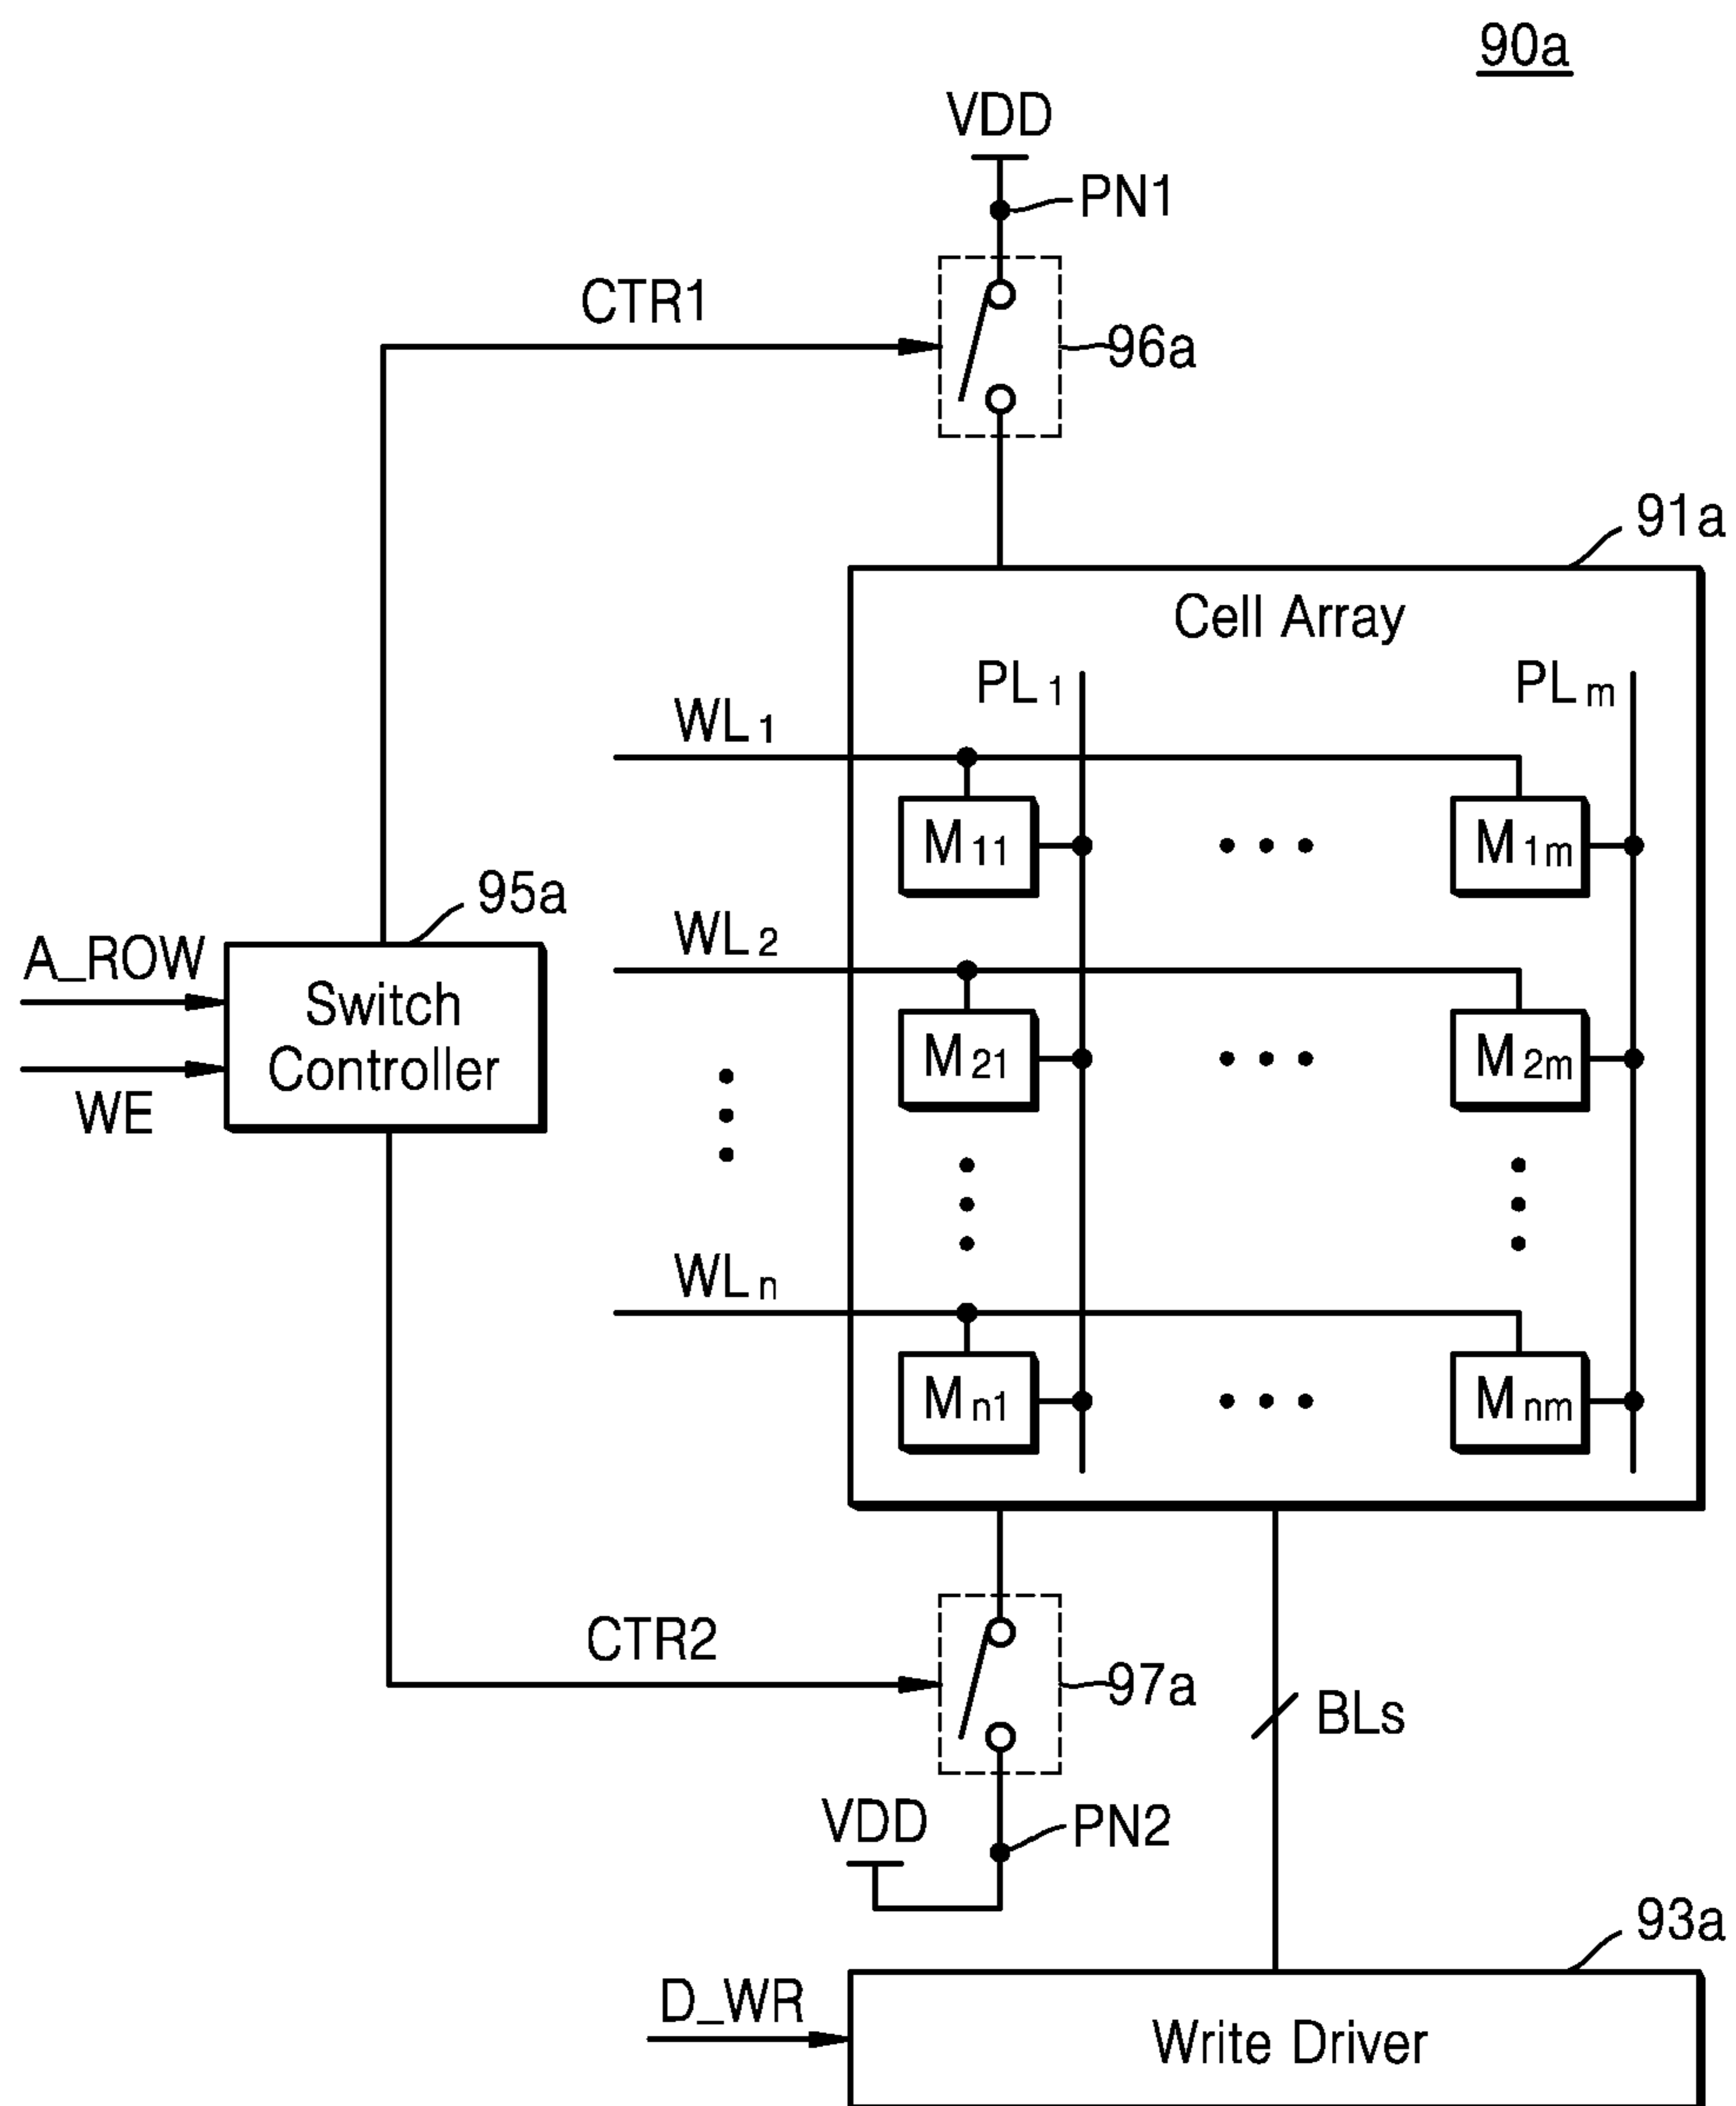 90a
VDD
PN1
CTR1
96a
91a
Cell Array
PL1 PLm
WL1
M11 M1m
95a
WL2
A_ROW
Switch
Controller
M21 M2m
WE
WLn
Mn1 Mnm
CTR2
97a
BLs
VDD
PN2
93a
D_WR
Write Driver